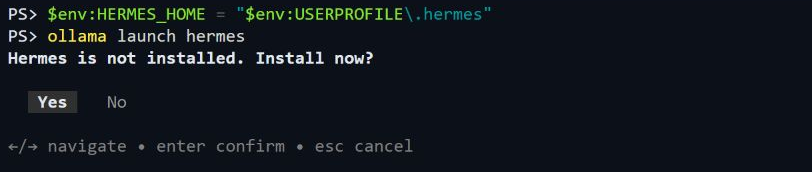 PS> $env:HERMES_HOME = "$env:USERPROFILE\.hermes"
PS> ollama launch hermes
Hermes is not installed. Install now?
Yes No
←/→ navigate • enter confirm • esc cancel